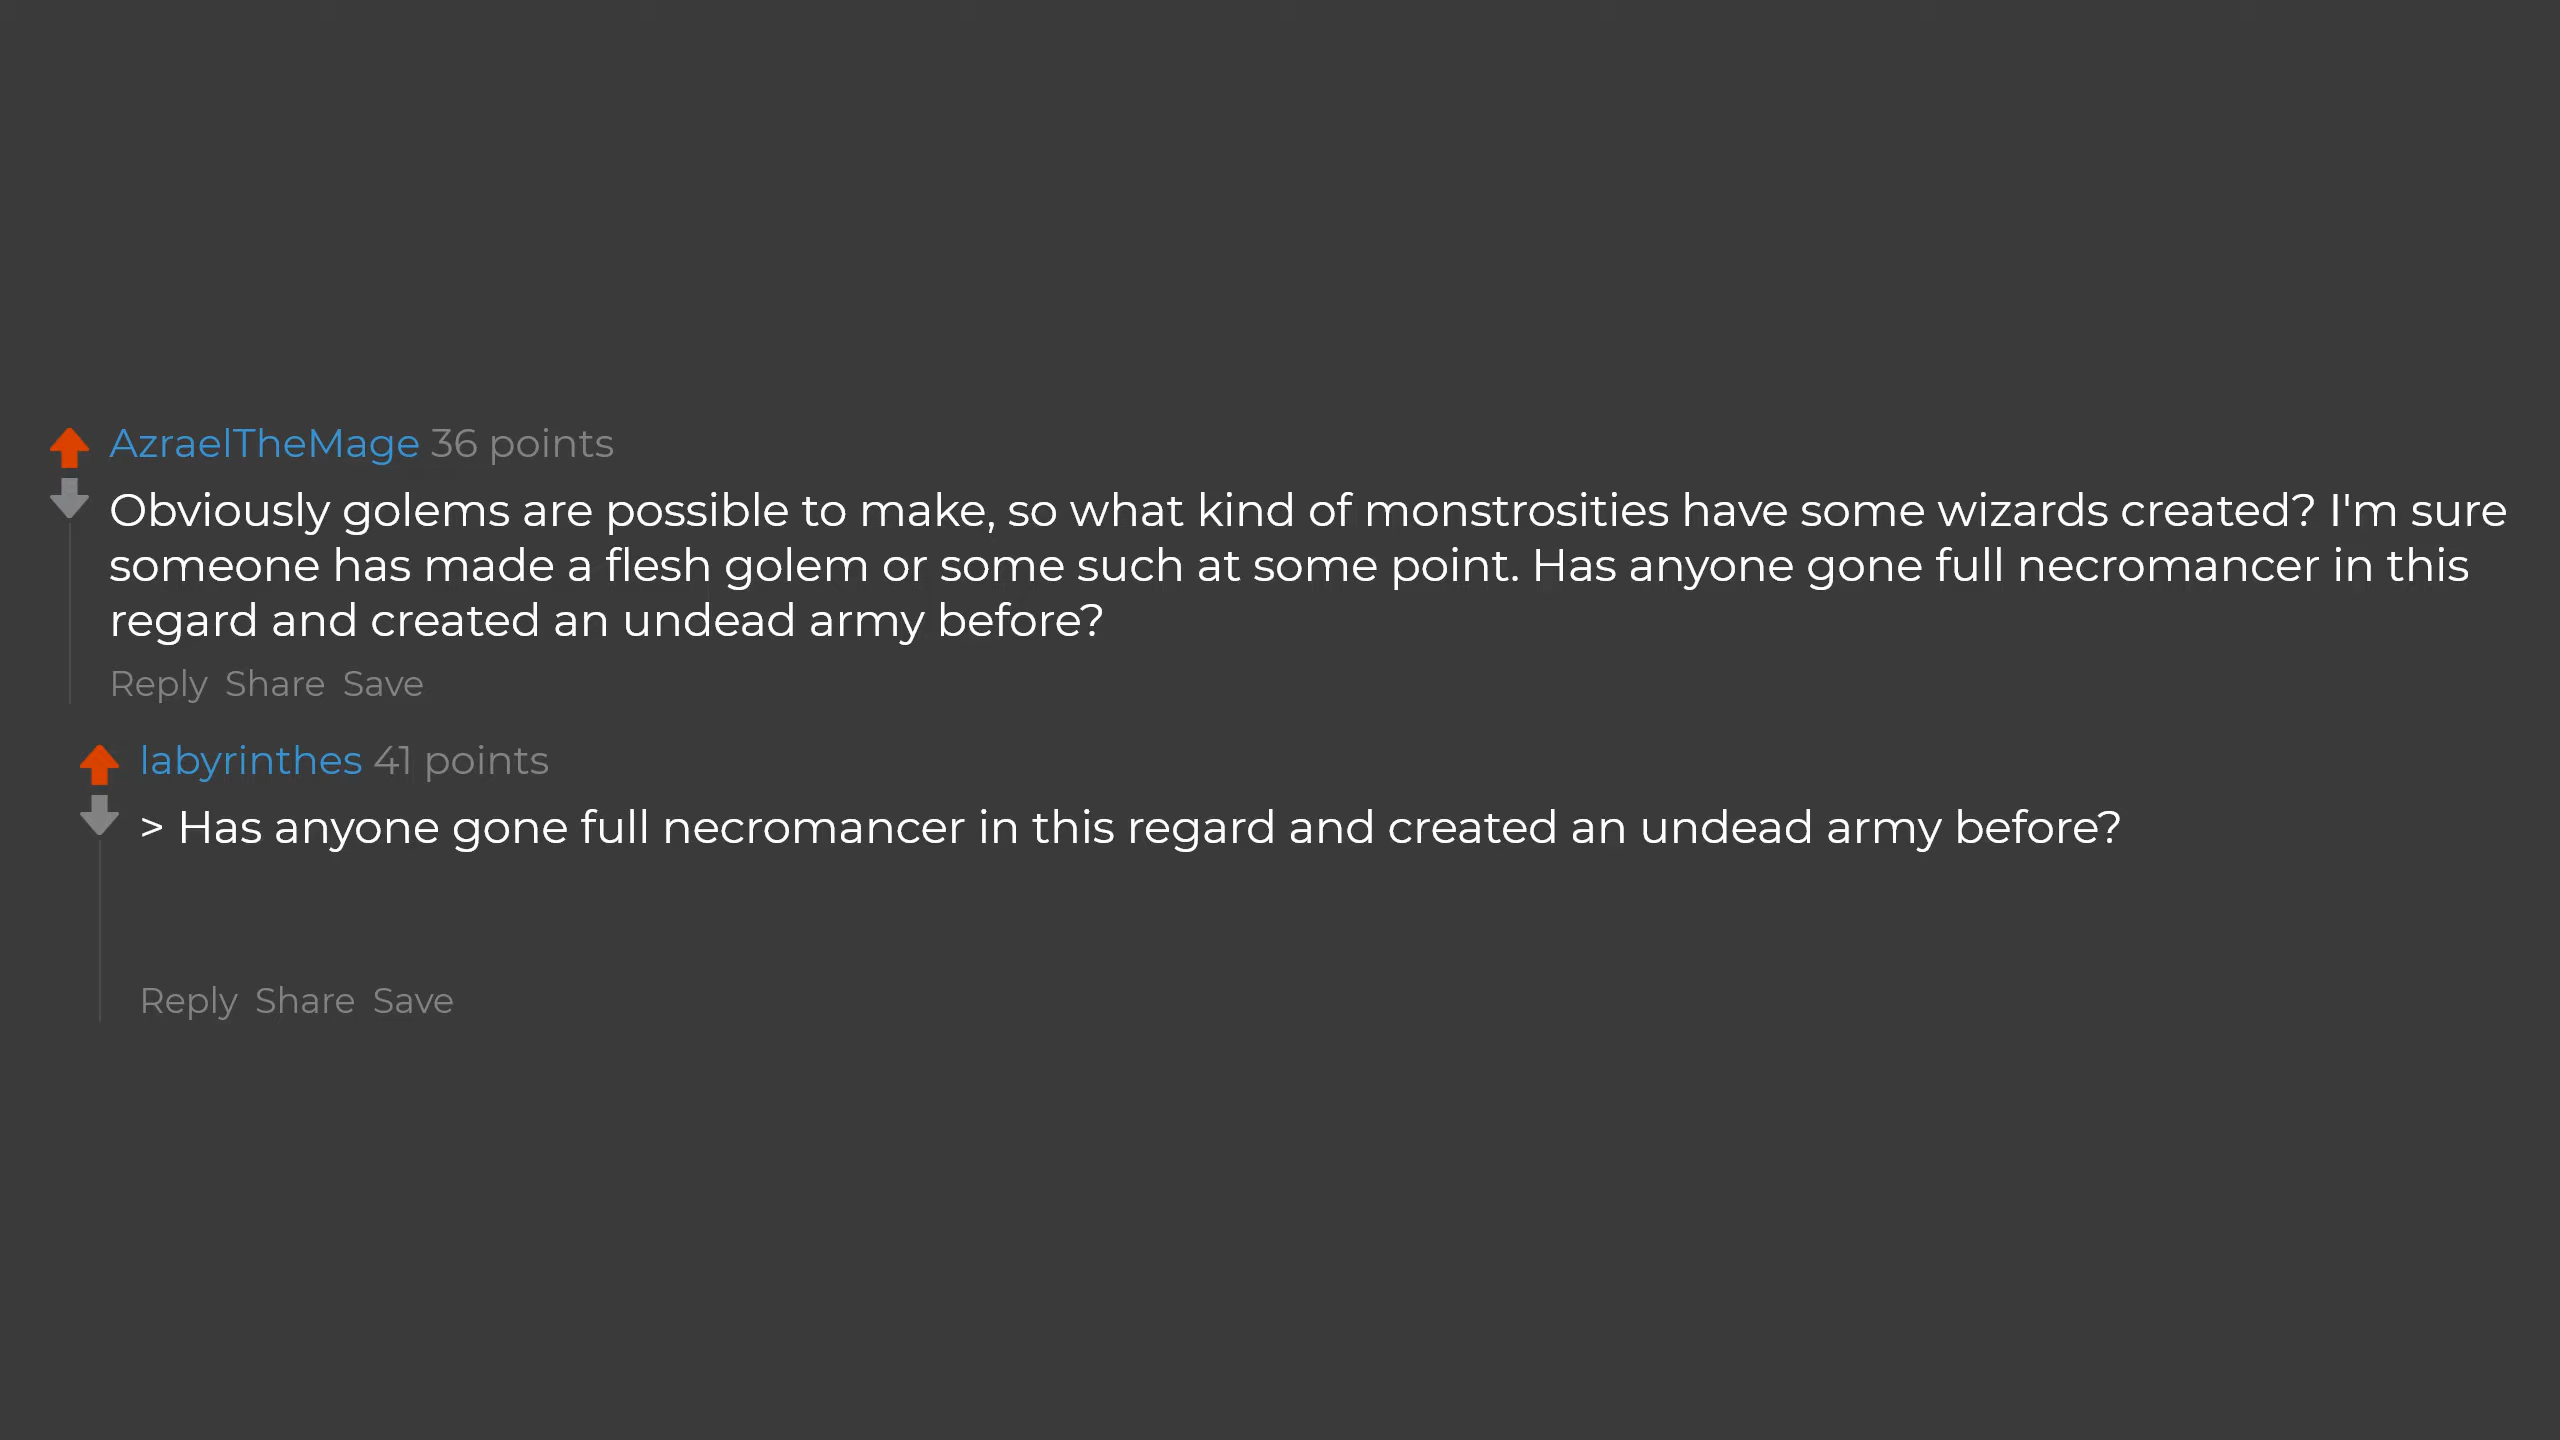 AzraelTheMage 36 points
Obviously golems are possible to make, so what kind of monstrosities have some wizards created? I'm sure
someone has made a flesh golem or some such at some point. Has anyone gone full necromancer in this
regard and created an undead army before?
Reply Share Save
labyrinthes 41 points
> Has anyone gone full necromancer in this regard and created an undead army before?
Reply Share Save